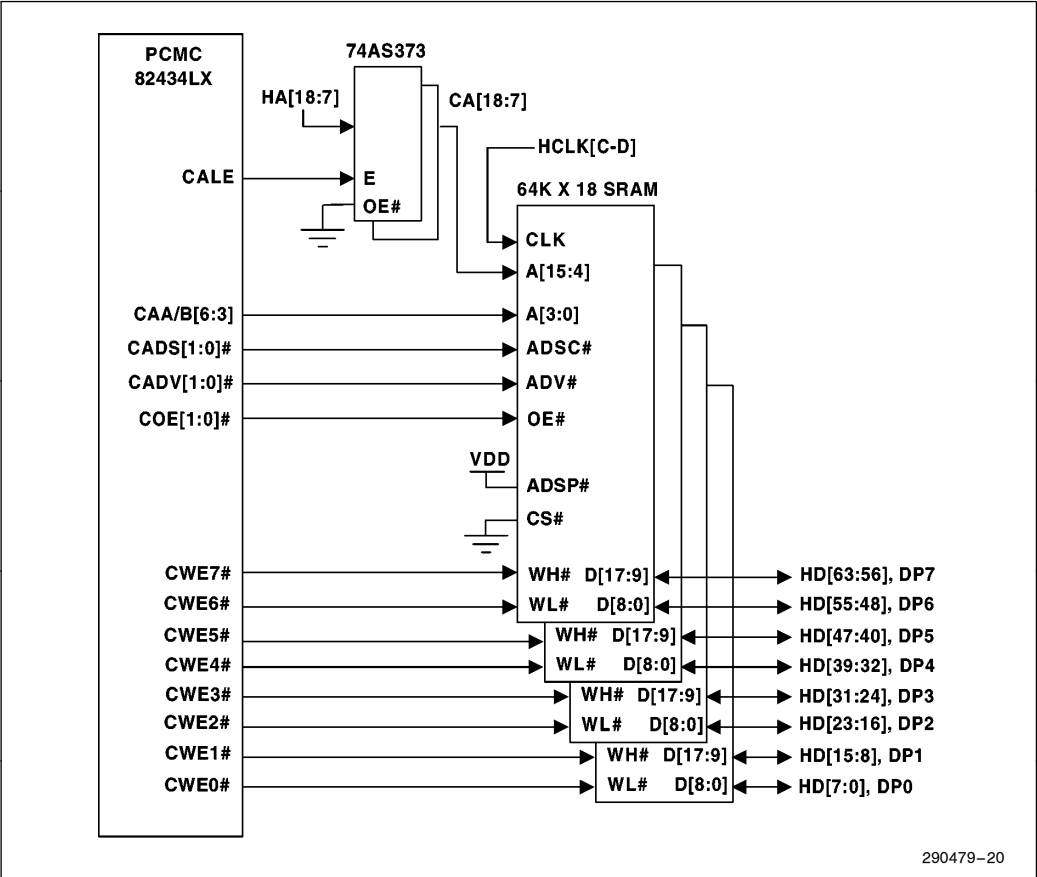 PCMC
82434LX
74AS373
HA[18:7]
CA[18:7]
HCLK[C-D]
CALE
E
OE#
64K X 18 SRAM
CLK
A[15:4]
CAA/B[6:3]
A[3:0]
CADS[1:0]#
ADSC#
CADV[1:0]#
ADV#
COE[1:0]#
OE#
VDD
ADSP#
CS#
CWE7#
WH# D[17:9]
HD[63:56], DP7
CWE6#
WL# D[8:0]
HD[55:48], DP6
CWE5#
WH# D[17:9]
HD[47:40], DP5
CWE4#
WL# D[8:0]
HD[39:32], DP4
CWE3#
WH# D[17:9]
HD[31:24], DP3
CWE2#
WL# D[8:0]
HD[23:16], DP2
CWE1#
WH# D[17:9]
HD[15:8], DP1
CWE0#
WL# D[8:0]
HD[7:0], DP0
290479–20